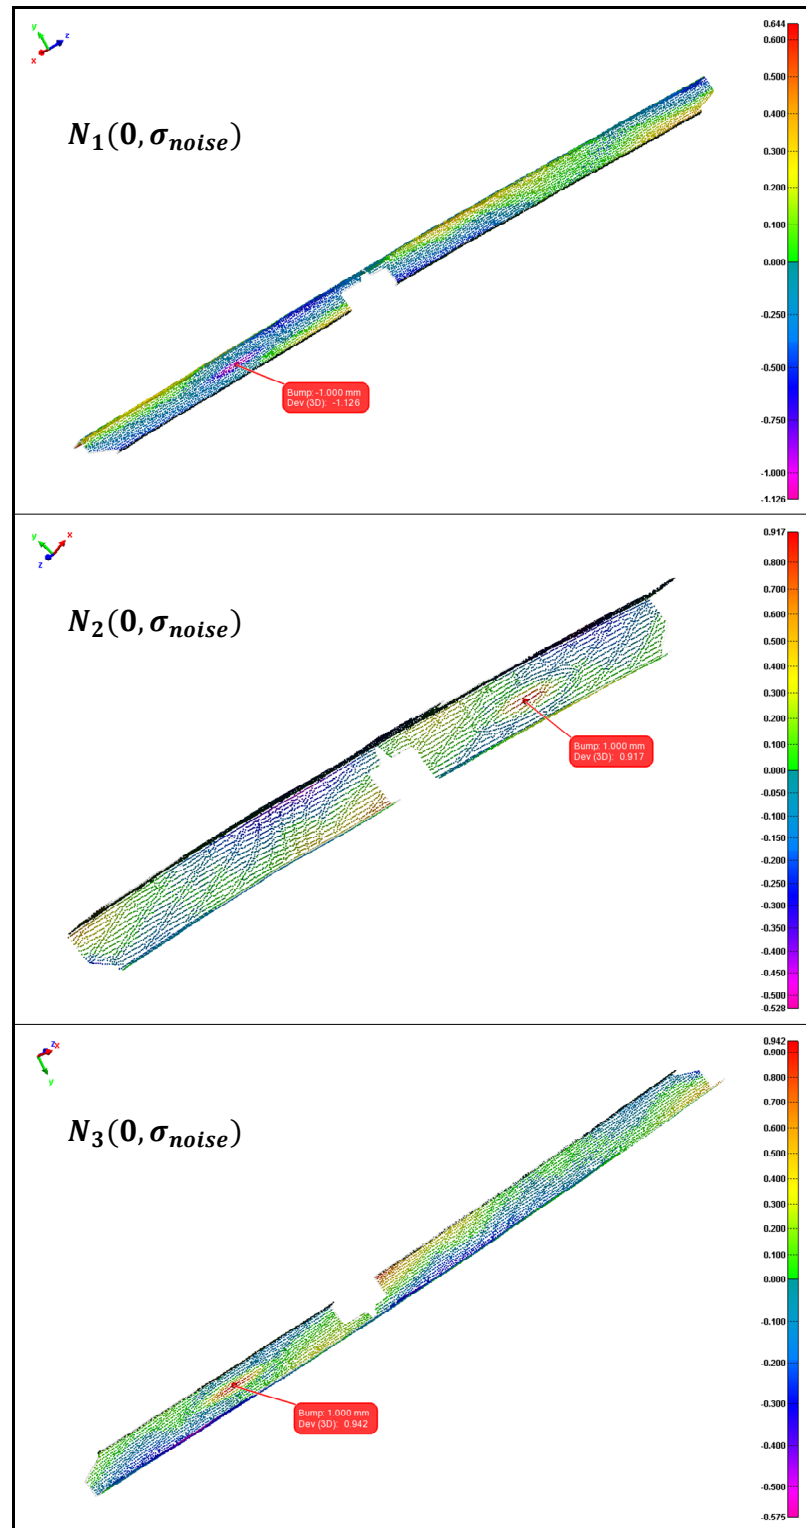 y
z
x
N₁(0, σₙₒᵢₛₑ)
Bump: -1.000 mm
Dev (3D): -1.126
0.644
0.600
0.500
0.400
0.300
0.200
0.100
0.000
-0.250
-0.500
-0.750
-1.000
-1.126
y
x
z
N₂(0, σₙₒᵢₛₑ)
Bump: 1.000 mm
Dev (3D): 0.917
0.917
0.800
0.700
0.600
0.500
0.400
0.300
0.200
0.100
0.000
-0.050
-0.100
-0.150
-0.200
-0.250
-0.300
-0.350
-0.400
-0.450
-0.500
-0.528
z
x
y
N₃(0, σₙₒᵢₛₑ)
Bump: 1.000 mm
Dev (3D): 0.942
0.942
0.900
0.800
0.700
0.600
0.500
0.400
0.300
0.200
0.100
0.000
-0.100
-0.200
-0.300
-0.400
-0.500
-0.575